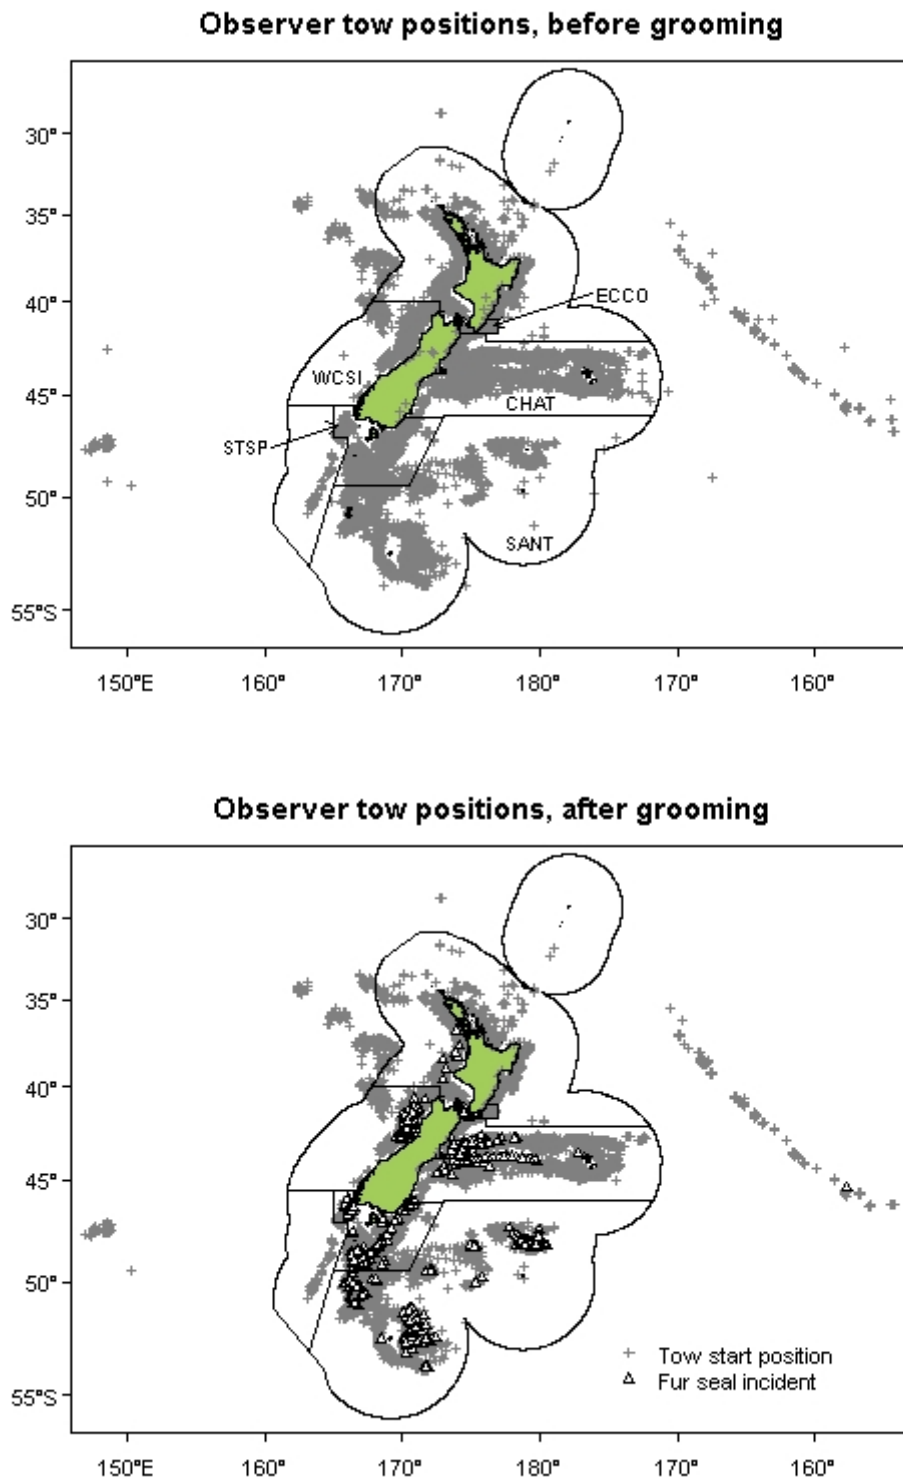 Observer tow positions, before grooming
30°
35°
40°
45°
50°
55°S
ECCO
WCSI
CHAT
STSP
SANT
150°E
160°
170°
180°
170°
160°
Observer tow positions, after grooming
30°
35°
40°
45°
50°
55°S
Tow start position
Fur seal incident
150°E
160°
170°
180°
170°
160°